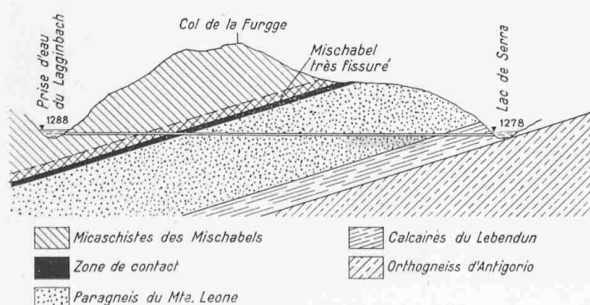 Col de la Furgge
Mischabel
très fissuré
Prise d'eau
du Lagginbach
Lac de Serra
1288
1278
Micaschistes des Mischabels
Zone de contact
Paragneis du Mte. Leone
Calcaires du Lebendun
Orthogneiss d'Antigorio